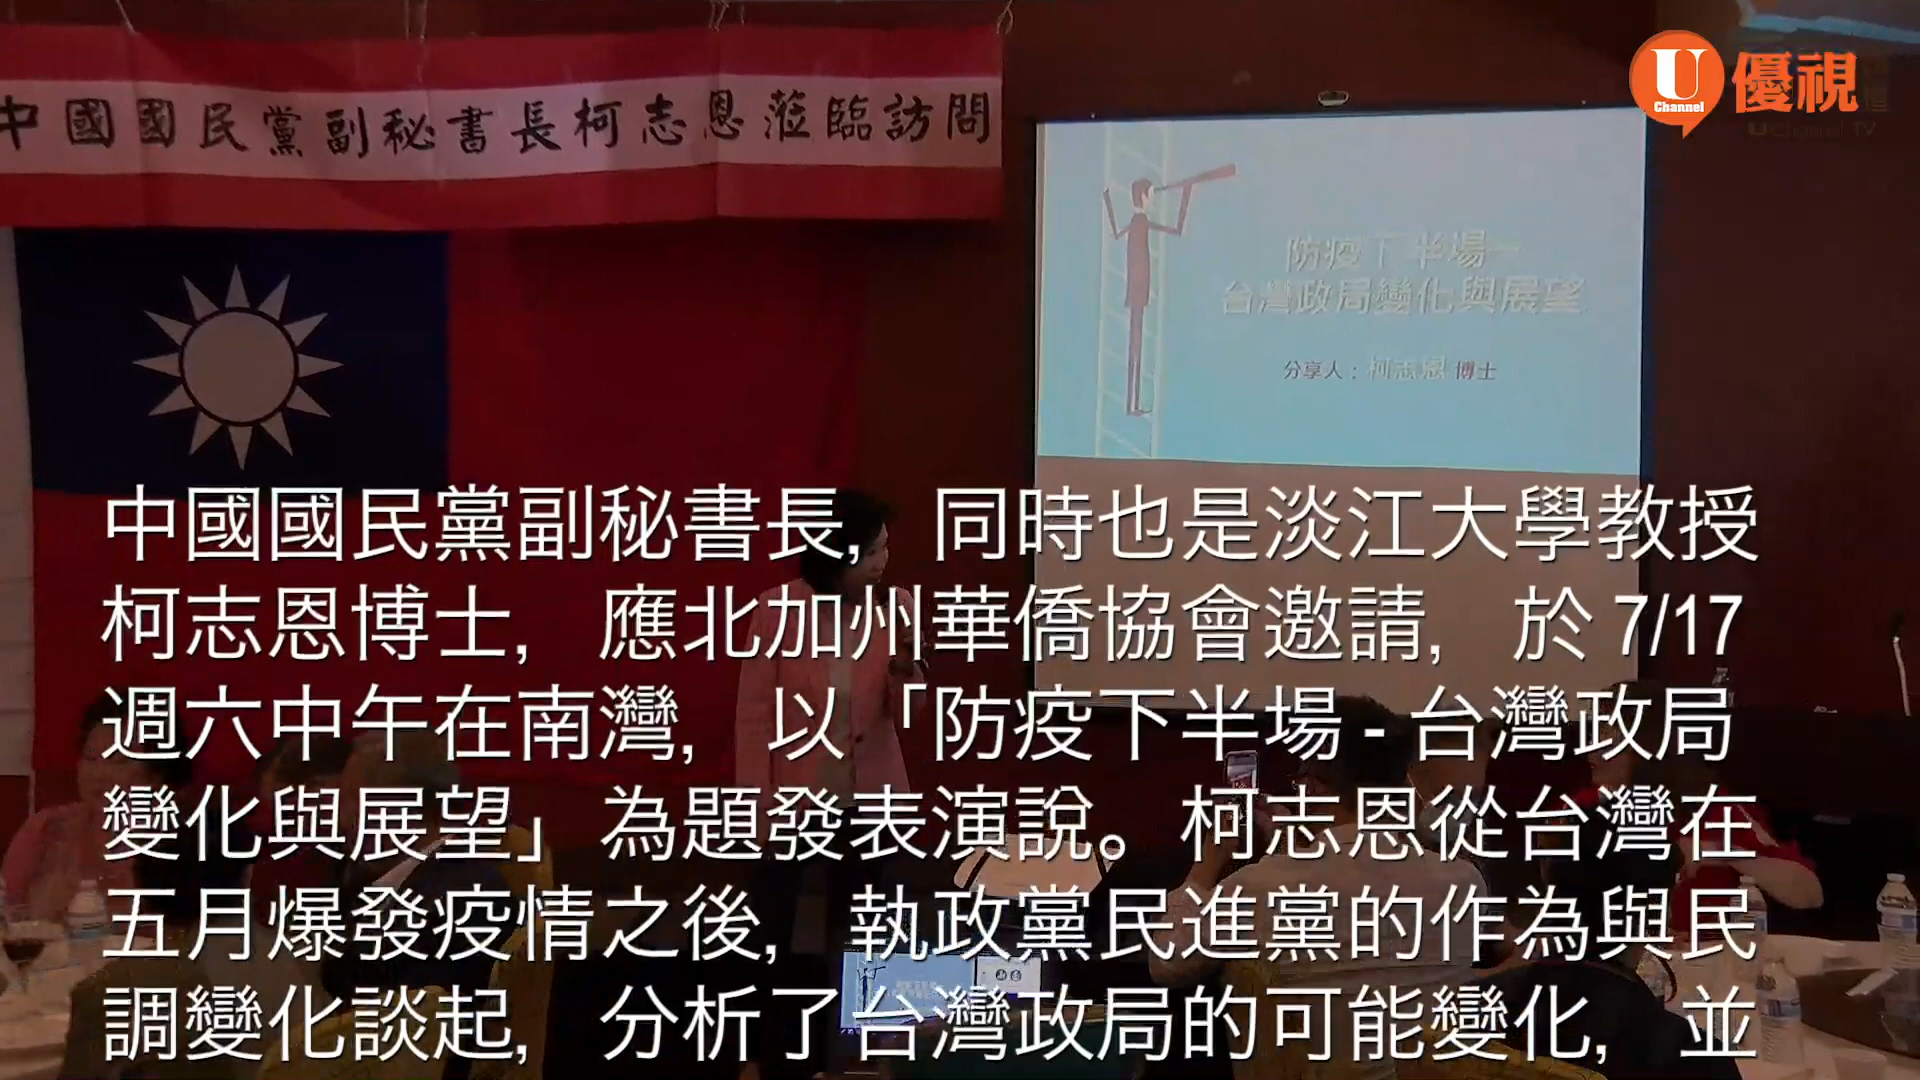 中國國民黨副秘書長柯志恩蒞臨訪問
U Channel
優視
防疫下半場—
台灣政局變化與展望
分享人：柯志恩 博士
中國國民黨副秘書長，同時也是淡江大學教授
柯志恩博士，應北加州華僑協會邀請，於 7/17
週六中午在南灣，以「防疫下半場 - 台灣政局
變化與展望」為題發表演說。柯志恩從台灣在
五月爆發疫情之後，執政黨民進黨的作為與民
調變化談起，分析了台灣政局的可能變化，並